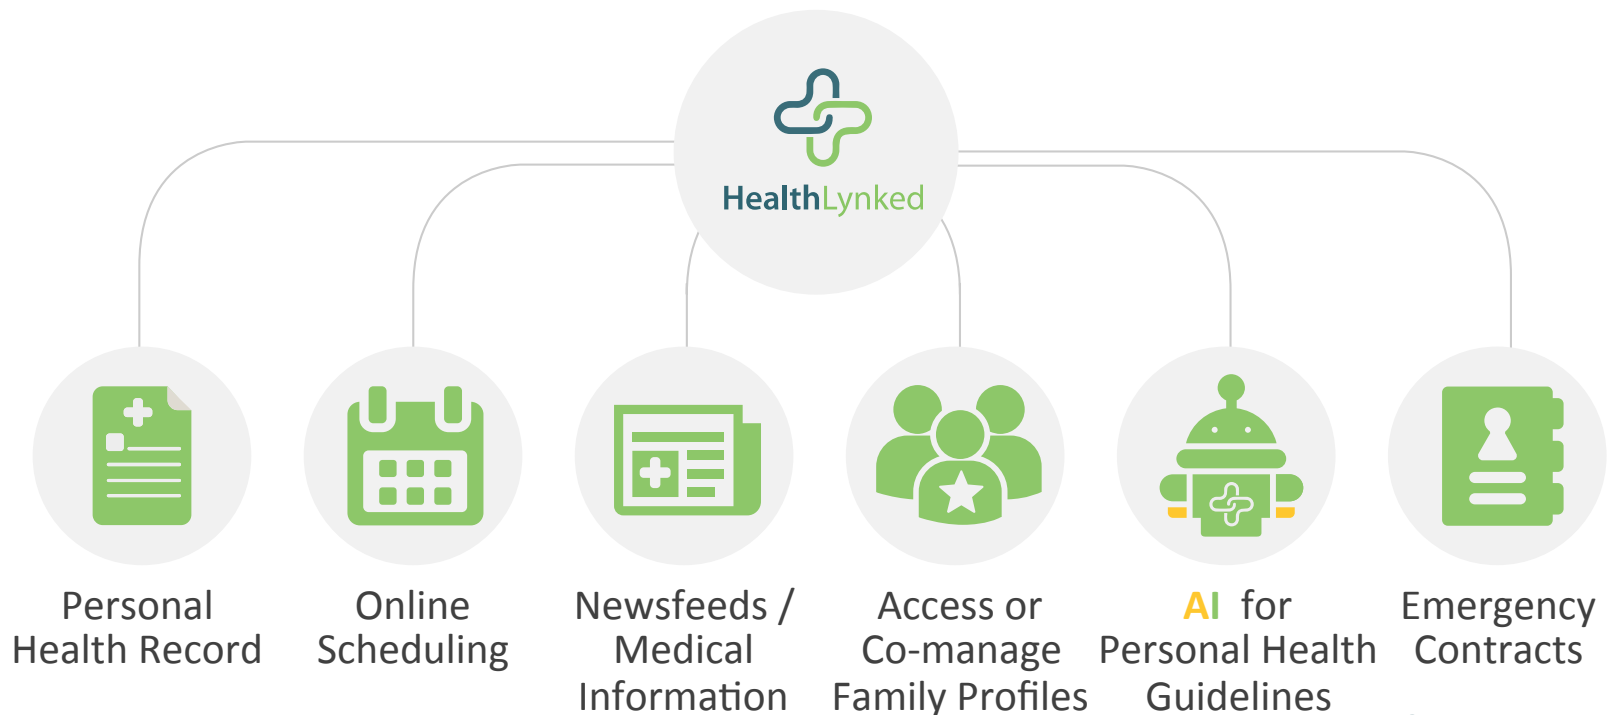 HealthLynked
Personal
Health Record
Online
Scheduling
Newsfeeds /
Medical
Information
Access or
Co-manage
Family Profiles
AI for
Personal Health
Guidelines
Emergency
Contracts